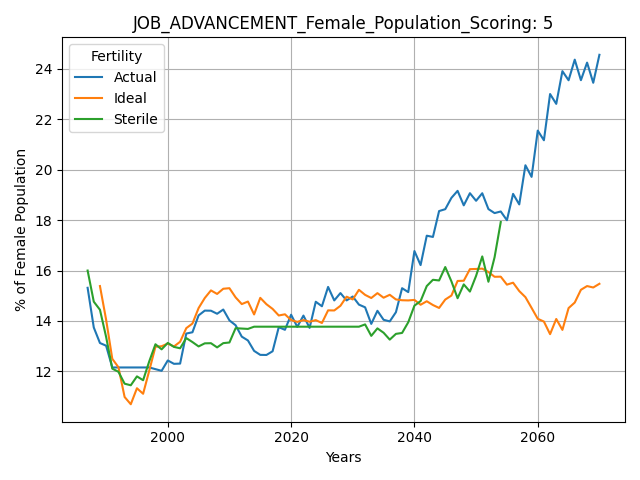 JOB_ADVANCEMENT_Female_Population_Scoring: 5
Fertility
Actual
Ideal
Sterile
% of Female Population
24
22
20
18
16
14
12
2000
2020
2040
2060
Years